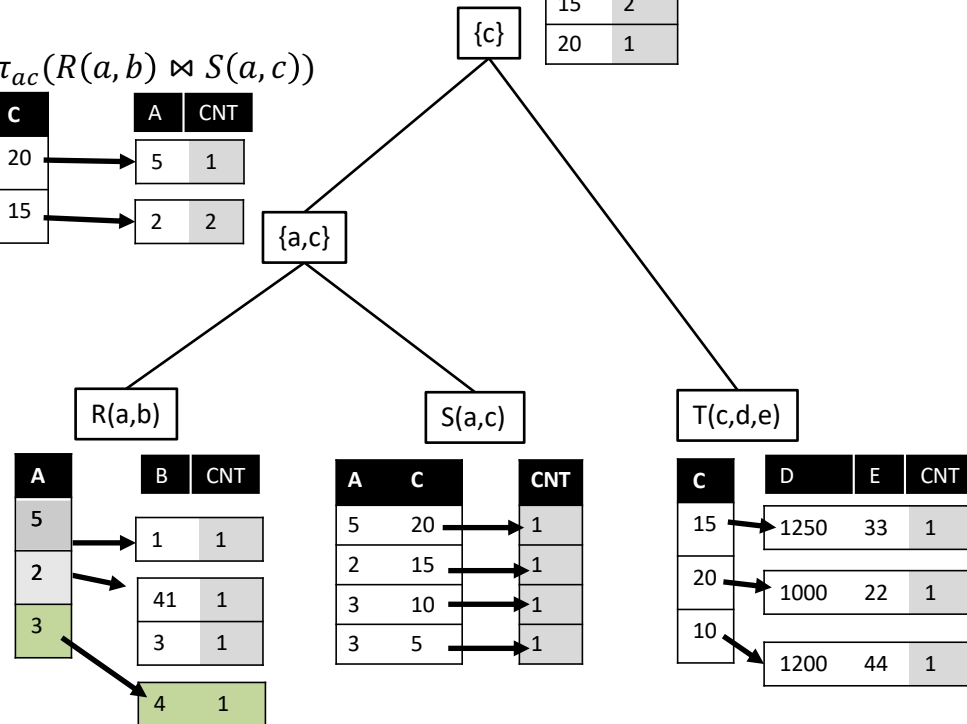 15 2
{c}
20 1
τ_{ac}(R(a, b) ⋈ S(a, c))
C A CNT
20 5 1
15 2 2
{a,c}
R(a,b)
S(a,c)
T(c,d,e)
A B CNT
5 1 1
2 41 1
3 1
3 4 1
A C CNT
5 20 1
2 15 1
3 10 1
3 5 1
C D E CNT
15 1250 33 1
20 1000 22 1
10 1200 44 1